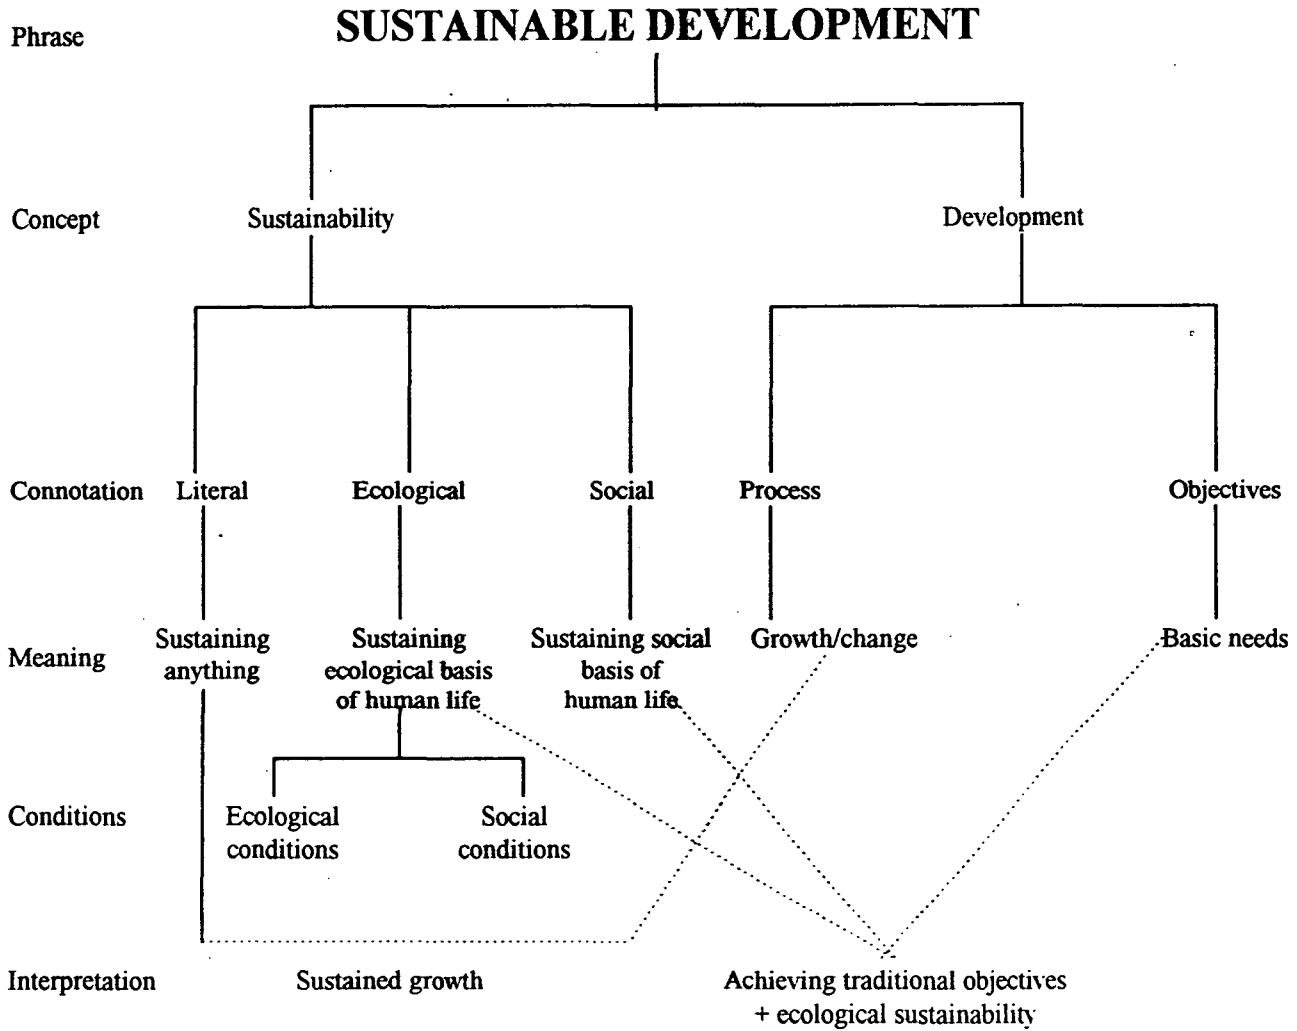 Phrase
SUSTAINABLE DEVELOPMENT
Concept
Sustainability
Development
Connotation
Literal
Ecological
Social
Process
Objectives
Meaning
Sustaining
anything
Sustaining
ecological basis
of human life
Sustaining social
basis of
human life
Growth/change
Basic needs
Conditions
Ecological
conditions
Social
conditions
Interpretation
Sustained growth
Achieving traditional objectives
+ ecological sustainability